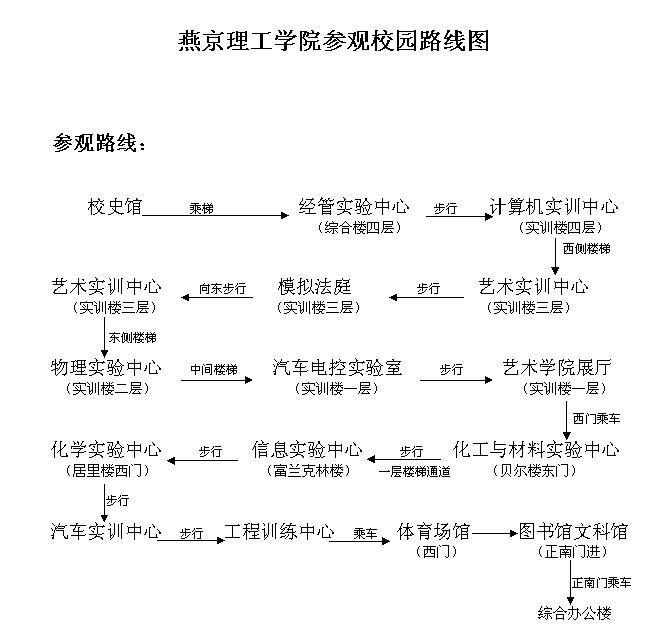 燕京理工学院参观校园路线图
参观路线：
校史馆 乘梯 经管实验中心 步行 计算机实训中心
(综合楼四层) (实训楼四层)
西侧楼梯
艺术实训中心 向东步行 模拟法庭 步行 艺术实训中心
(实训楼三层) (实训楼三层) (实训楼三层)
东侧楼梯
物理实验中心 中间楼梯 汽车电控实验室 步行 艺术学院展厅
(实训楼二层) (实训楼一层) (实训楼一层)
西门乘车
化学实验中心 步行 信息实验中心 步行 化工与材料实验中心
(居里楼西门) (富兰克林楼) 一层楼梯通道 (贝尔楼东门)
步行
汽车实训中心 步行 工程训练中心 乘车 体育场馆 图书馆文科馆
(西门) (正南门进)
正南门乘车
综合办公楼